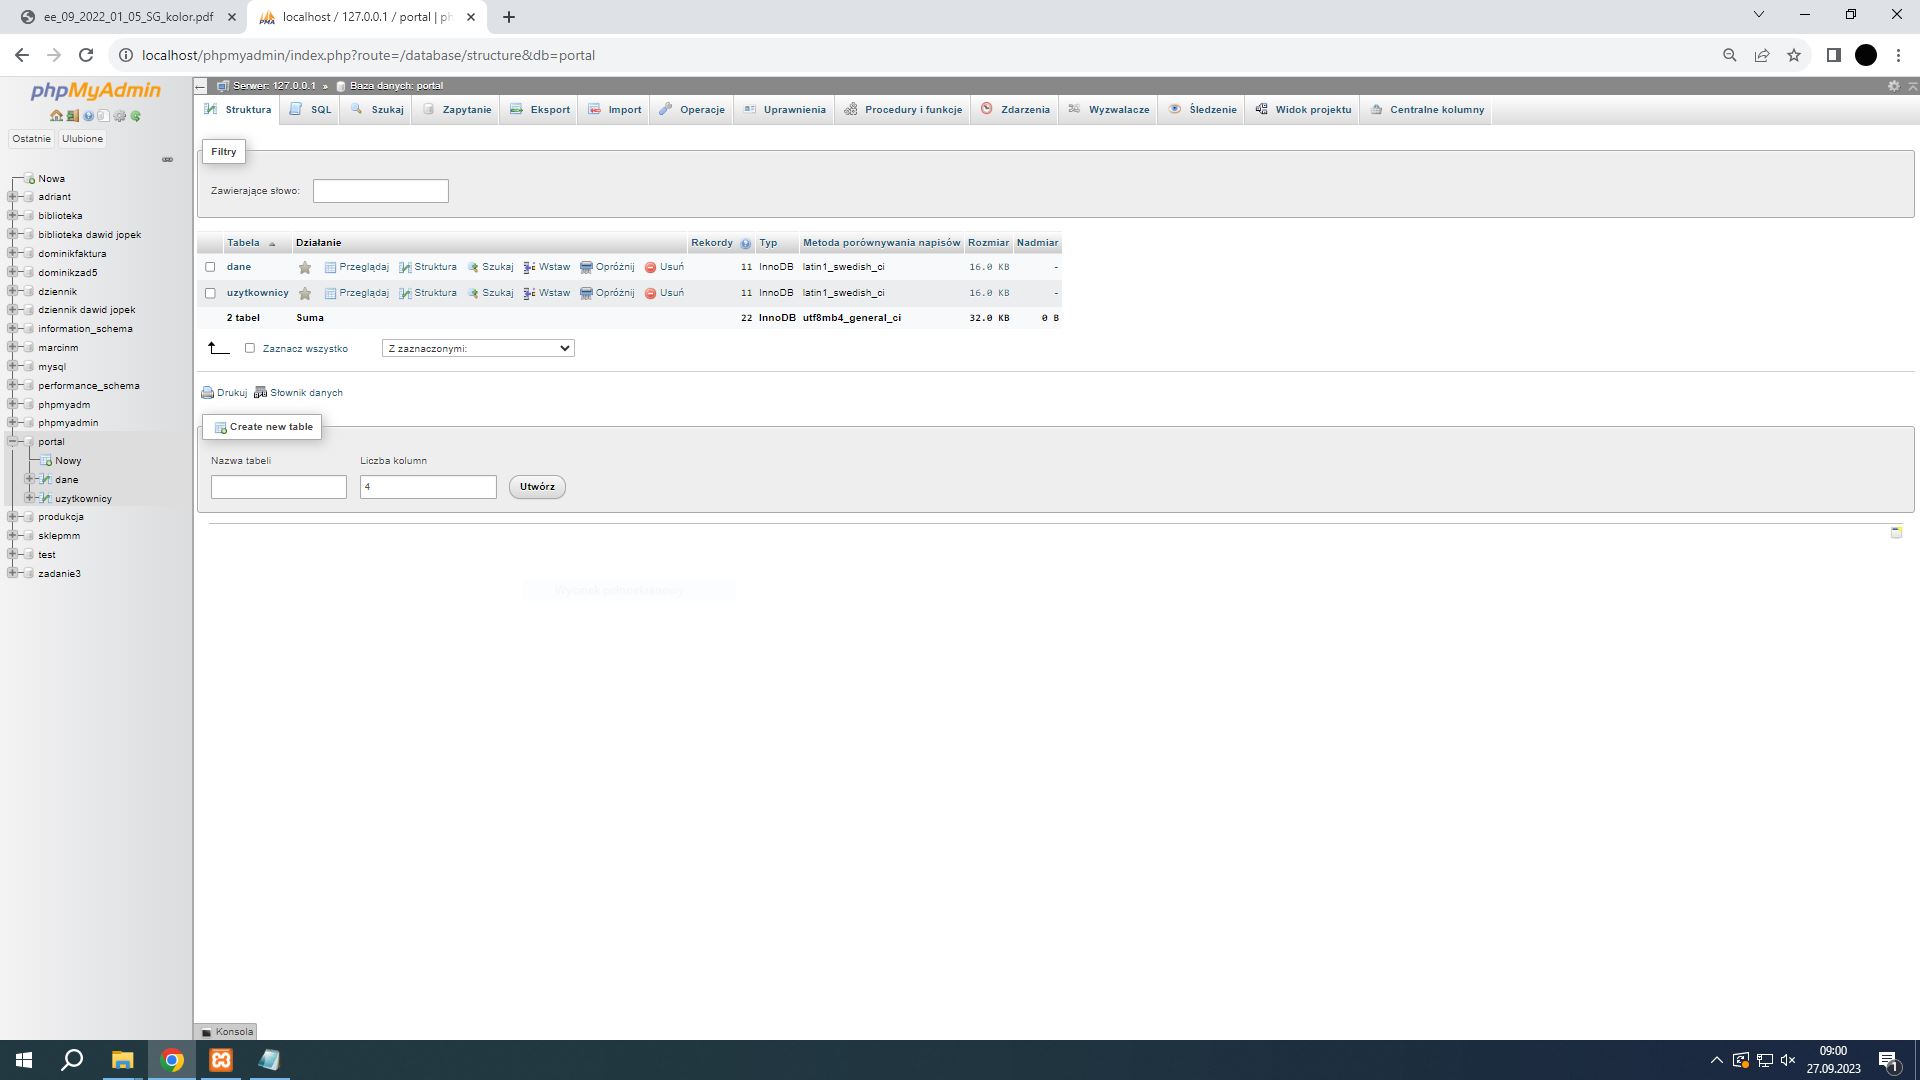 ee_09_2022_01_05_SG_kolor.pdf
localhost / 127.0.0.1 / portal | ph
localhost/phpmyadmin/index.php?route=/database/structure&db=portal
phpMyAdmin
Ostatnie
Ulubione
Nowa
adriant
biblioteka
biblioteka dawid jopek
dominikfaktura
dominikzad5
dziennik
dziennik dawid jopek
information_schema
marcinm
mysql
performance_schema
phpmyadm
phpmyadmin
portal
Nowy
dane
uzytkownicy
produkcja
sklepmm
test
zadanie3
Serwer: 127.0.0.1 » Baza danych: portal
Struktura SQL Szukaj Zapytanie Eksport Import Operacje Uprawnienia Procedury i funkcje Zdarzenia Wyzwalacze Śledzenie Widok projektu Centralne kolumny
Filtry
Zawierające słowo:
Tabela Działanie Rekordy Typ Metoda porównywania napisów Rozmiar Nadmiar
dane Przeglądaj Struktura Szukaj Wstaw Opróżnij Usuń 11 InnoDB latin1_swedish_ci 16.0 KB -
uzytkownicy Przeglądaj Struktura Szukaj Wstaw Opróżnij Usuń 11 InnoDB latin1_swedish_ci 16.0 KB -
2 tabel Suma 22 InnoDB utf8mb4_general_ci 32.0 KB 0 B
Zaznacz wszystko Z zaznaczonymi:
Drukuj Słownik danych
Create new table
Nazwa tabeli Liczba kolumn
4 Utwórz
Konsola
09:00
27.09.2023
1